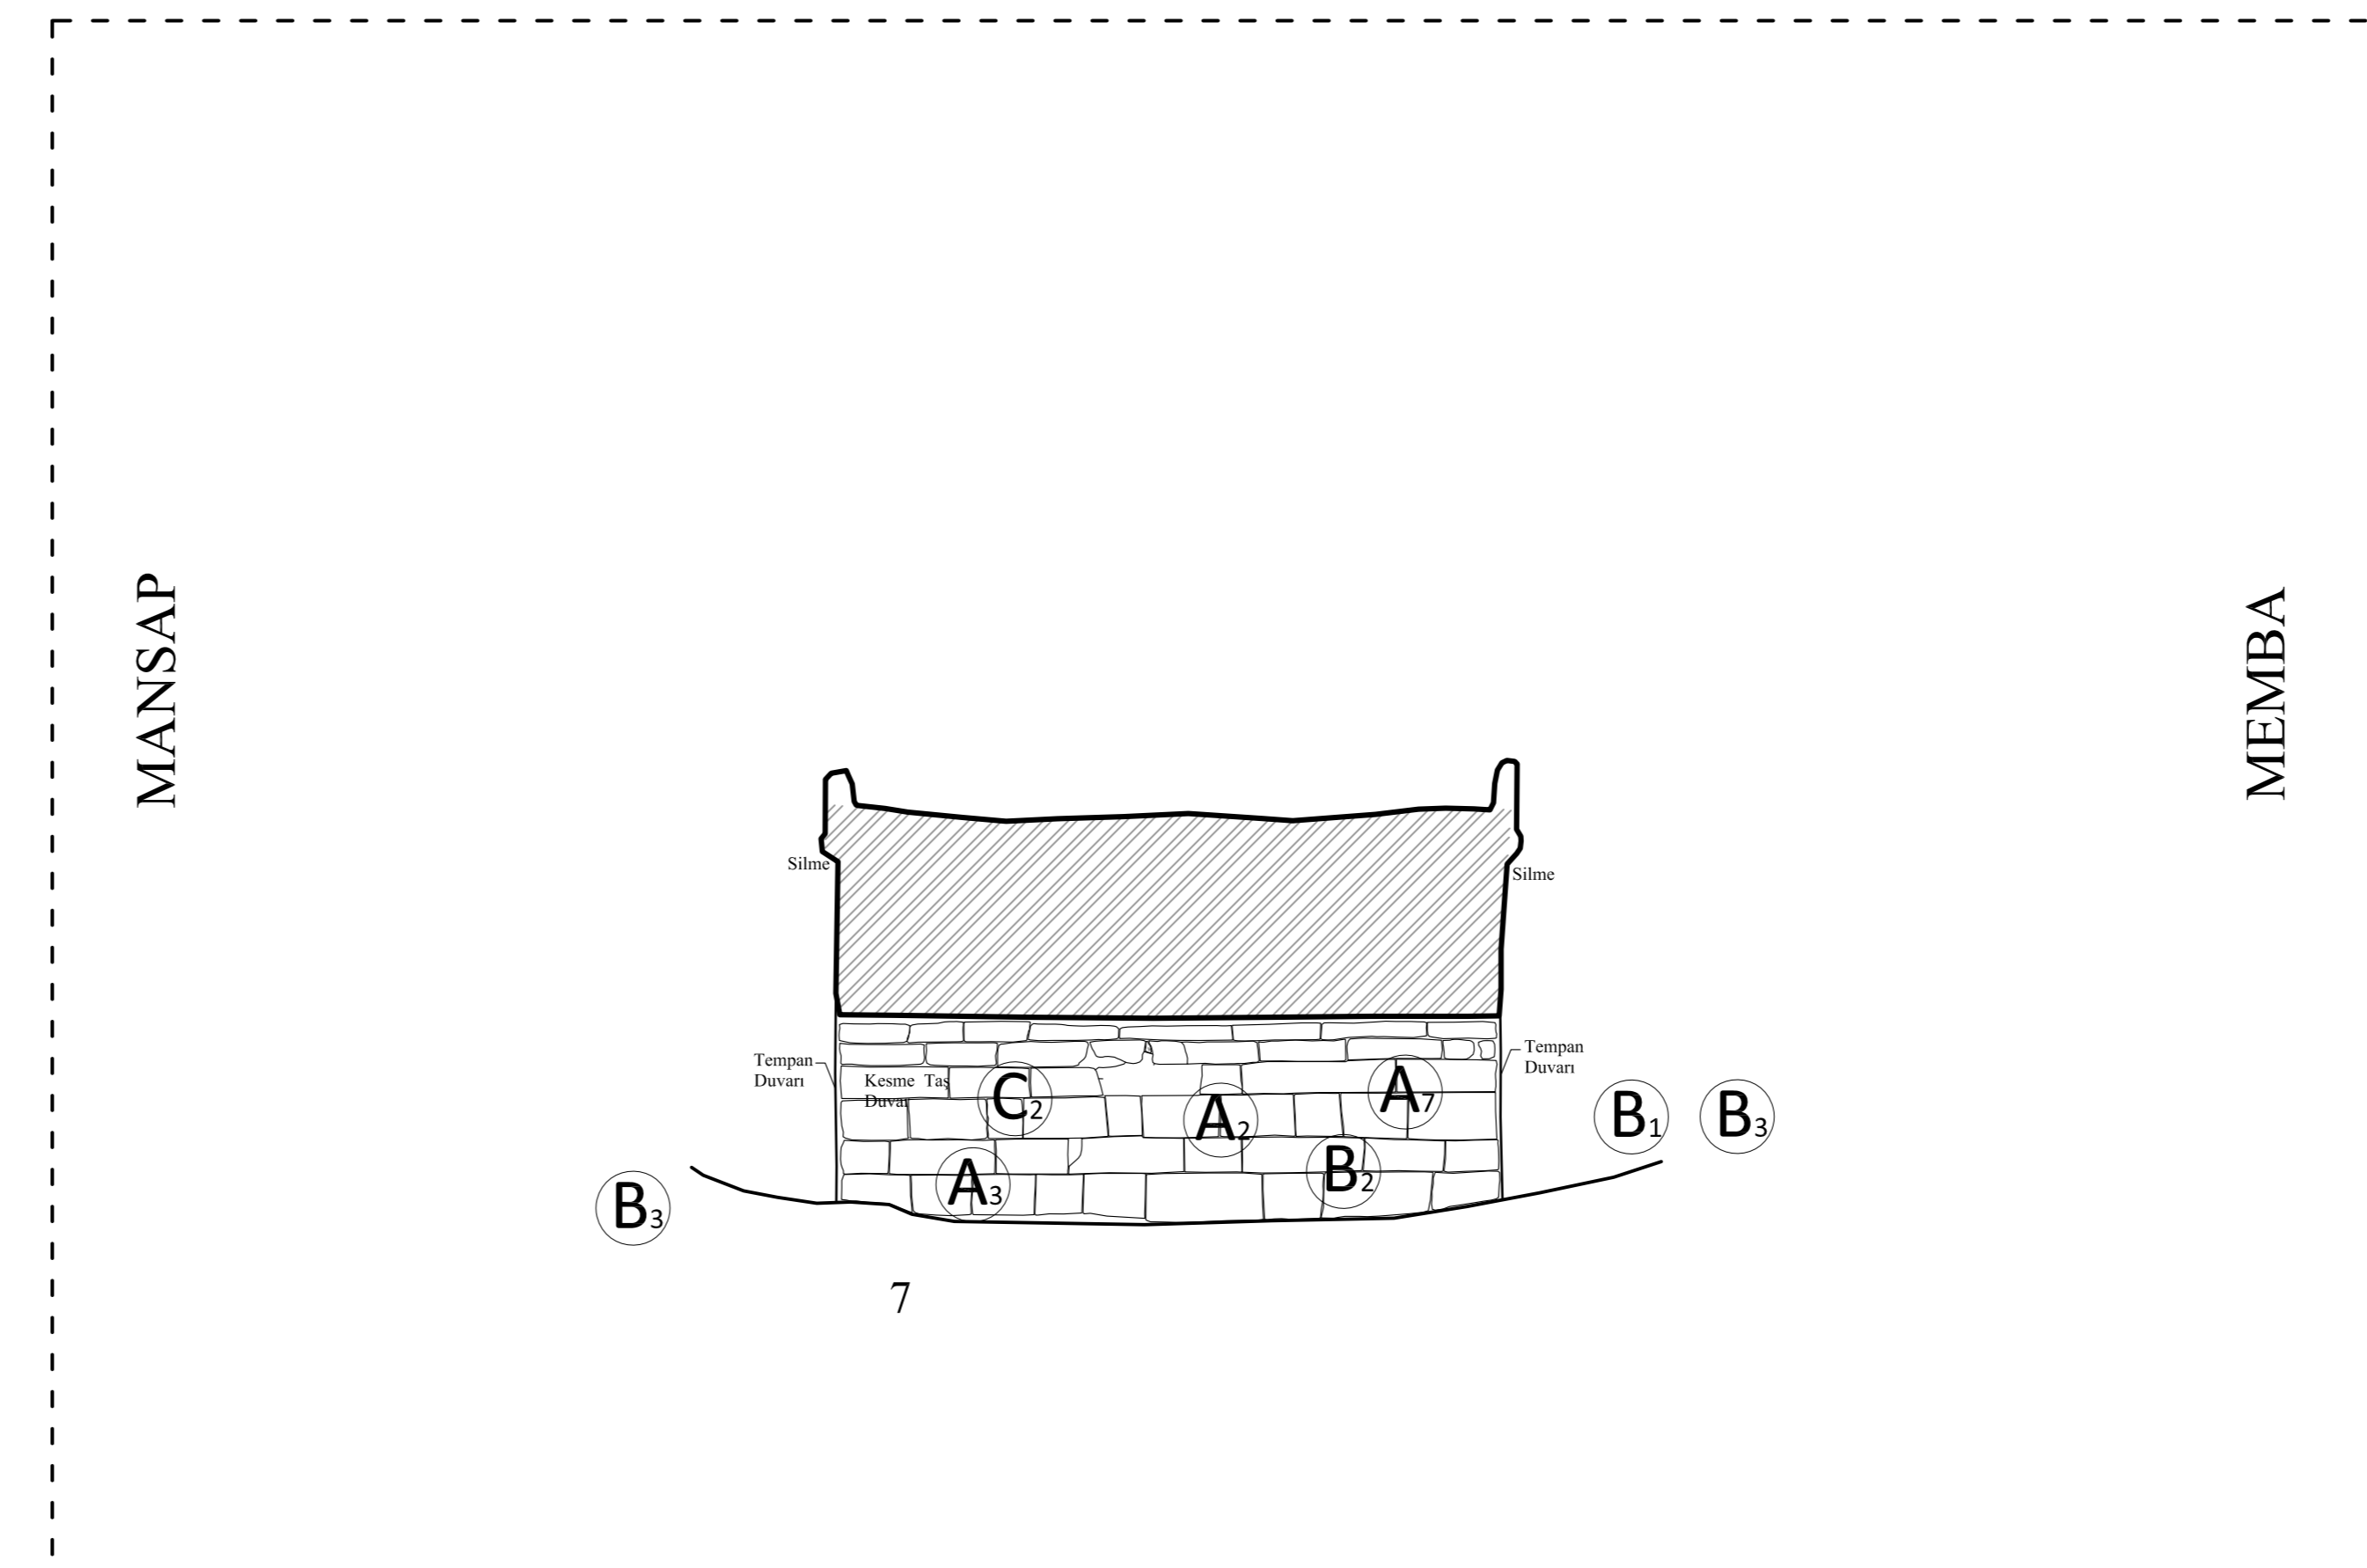 MANSAP
MEMBA
Silme
Silme
Tempan
Duvarı
Kesme Taş
Duvar
Tempan
Duvarı
C2
A2
A7
B1
B3
A3
B2
B3
7